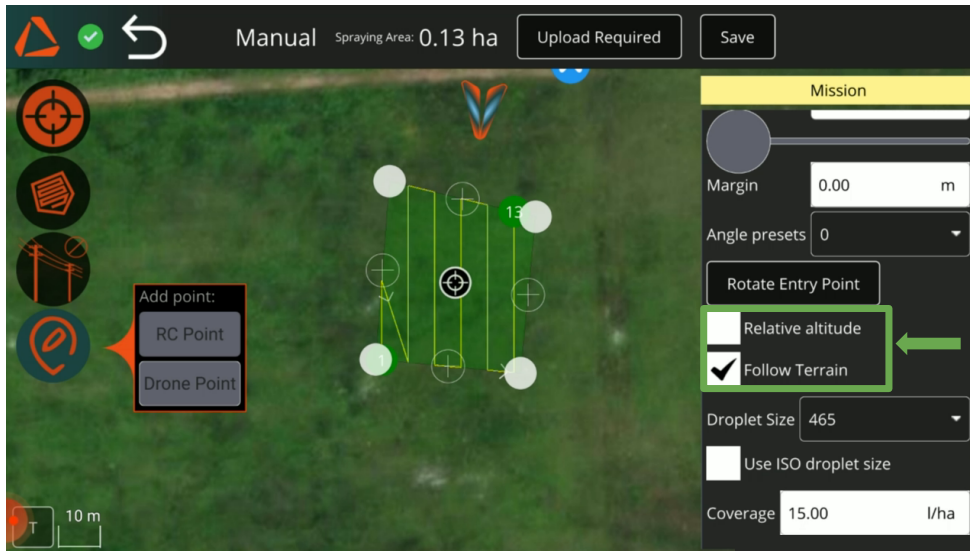 Manual
Spraying Area: 0.13 ha
Upload Required
Save
Mission
Margin
0.00
m
Angle presets
0
Rotate Entry Point
Relative altitude
Follow Terrain
Droplet Size
465
Use ISO droplet size
Coverage
15.00
l/ha
Add point:
RC Point
Drone Point
13
1
T
10 m